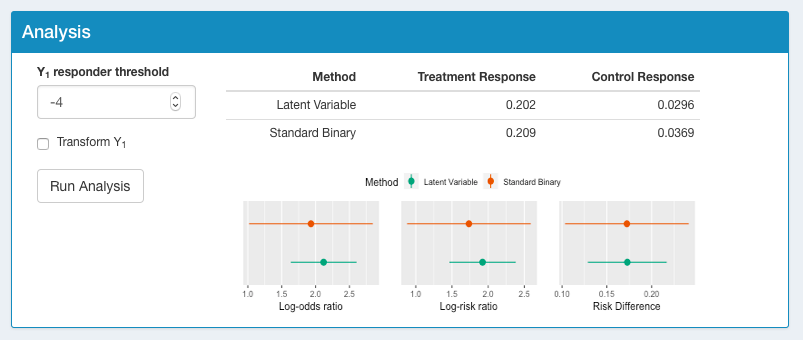 Analysis
Y1 responder threshold
-4
Transform Y1
Run Analysis
Method Treatment Response Control Response
Latent Variable 0.202 0.0296
Standard Binary 0.209 0.0369
Method Latent Variable Standard Binary
1.0 1.5 2.0 2.5 1.0 1.5 2.0 2.5 0.10 0.15 0.20
Log-odds ratio Log-risk ratio Risk Difference